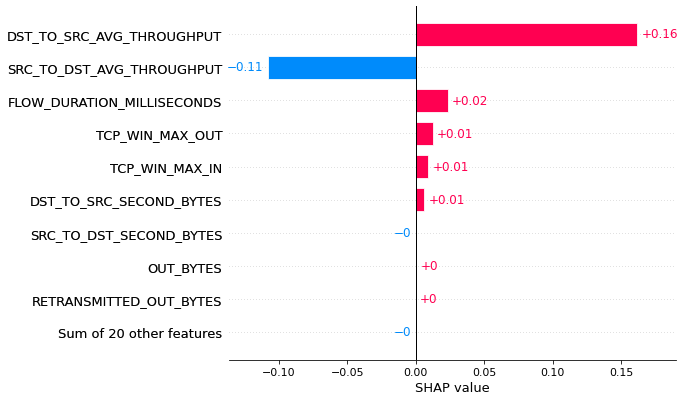 DST_TO_SRC_AVG_THROUGHPUT +0.16
SRC_TO_DST_AVG_THROUGHPUT −0.11
FLOW_DURATION_MILLISECONDS +0.02
TCP_WIN_MAX_OUT +0.01
TCP_WIN_MAX_IN +0.01
DST_TO_SRC_SECOND_BYTES +0.01
SRC_TO_DST_SECOND_BYTES −0
OUT_BYTES +0
RETRANSMITTED_OUT_BYTES +0
Sum of 20 other features −0
−0.10 −0.05 0.00 0.05 0.10 0.15
SHAP value